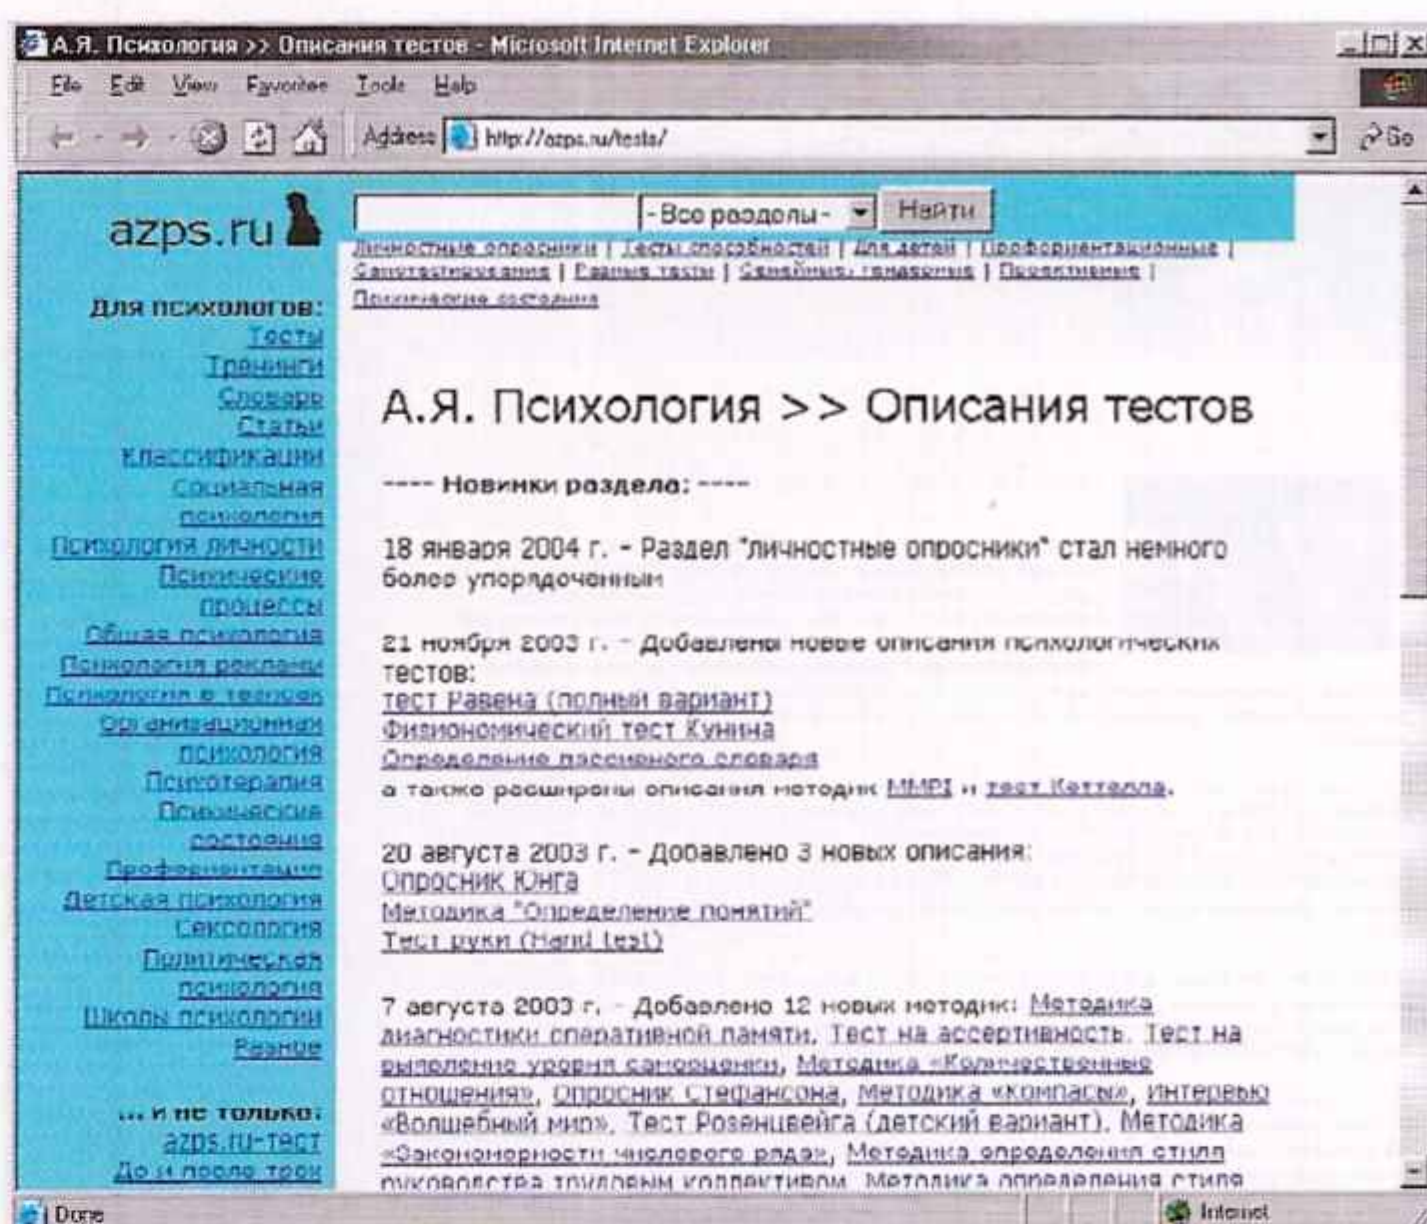 А.Я. Психология >> Описания тестов - Microsoft Internet Explorer
File Edit View Favorites Tools Help
Address http://azps.ru/tests/ Go
azps.ru
- Все разделы - Найти
Личностные опросники | Тесты способностей | Для детей | Профориентационные |
Самотестирование | Разные тесты | Семейные, гендерные | Проективные |
Психические состояния
Для психологов:
Тесты
Тренинги
Словарь
Статьи
Классификации
Социальная
психология
Психология личности
Психические
процессы
Общая психология
Психология рекламы
Психология в
Организационная
психология
Психотерапия
Психические
состояния
Профориентация
Детская психология
Сексология
Политическая
психология
Школы психологии
Разное
... и не только:
azps.ru-тест
До и после трех
А.Я. Психология >> Описания тестов
---- Новинки раздела: ----
18 января 2004 г. - Раздел "личностные опросники" стал немного
более упорядоченным
21 ноября 2003 г. - Добавлены новые описания психологических
тестов:
тест Равена (полный вариант)
Физиономический тест Кунина
Определение пассивного словаря
а также расширены описания методик MMPI и тест Кеттелла.
20 августа 2003 г. - Добавлено 3 новых описания:
Опросник Юнга
Методика "Определение понятий"
Тест руки (Hand test)
7 августа 2003 г. - Добавлено 12 новых методик: Методика
диагностики оперативной памяти, Тест на ассертивность, Тест на
выявление уровня самооценки, Методика «Количественные
отношения», Опросник Стефансона, Методика «Компасы», Интервью
«Волшебный мир», Тест Розенцвейга (детский вариант), Методика
«Закономерности числового ряда», Методика определения стиля
руководства трудовым коллективом, Методика определения стиля
Done Internet